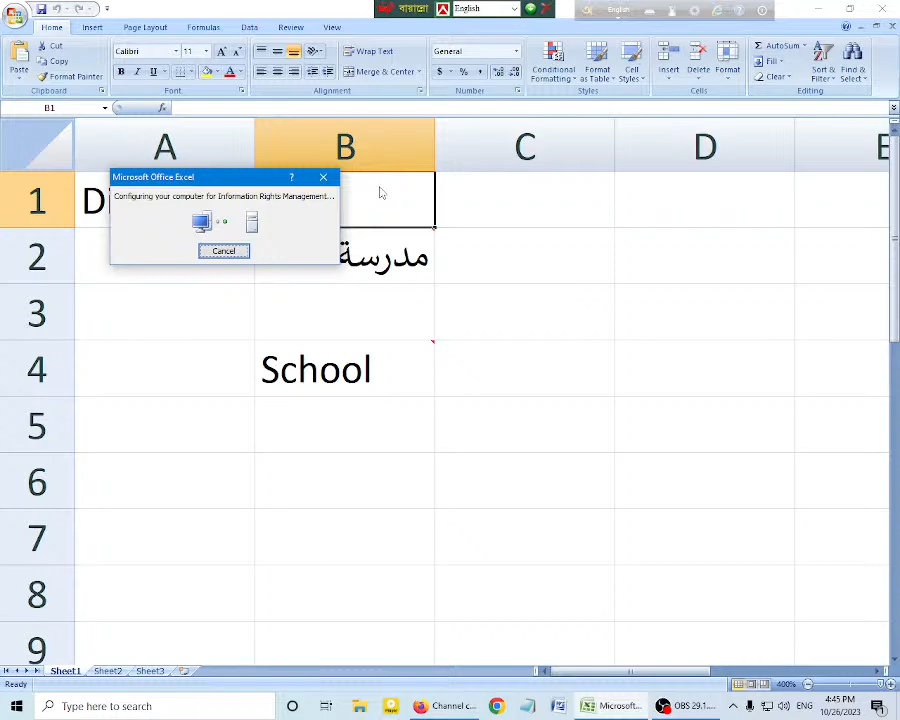 বায়ান্নো
English
English
Home Insert Page Layout Formulas Data Review View
Paste
Cut
Copy
Format Painter
Clipboard
Calibri 11
B I U
Font
Wrap Text
Merge & Center
Alignment
General
$ % ,
Number
Conditional Formatting
Format as Table
Cell Styles
Styles
Insert Delete Format
Cells
AutoSum
Fill
Clear
Sort & Filter
Find & Select
Editing
B1
fx
A B C D E
1
Microsoft Office Excel
Configuring your computer for Information Rights Management...
Cancel
2 مدرسة
3
4 School
5
6
7
8
9
Sheet1 Sheet2 Sheet3
Ready
400%
Type here to search
Channel c...
Microsoft...
OBS 29.1....
4:45 PM
10/26/2023